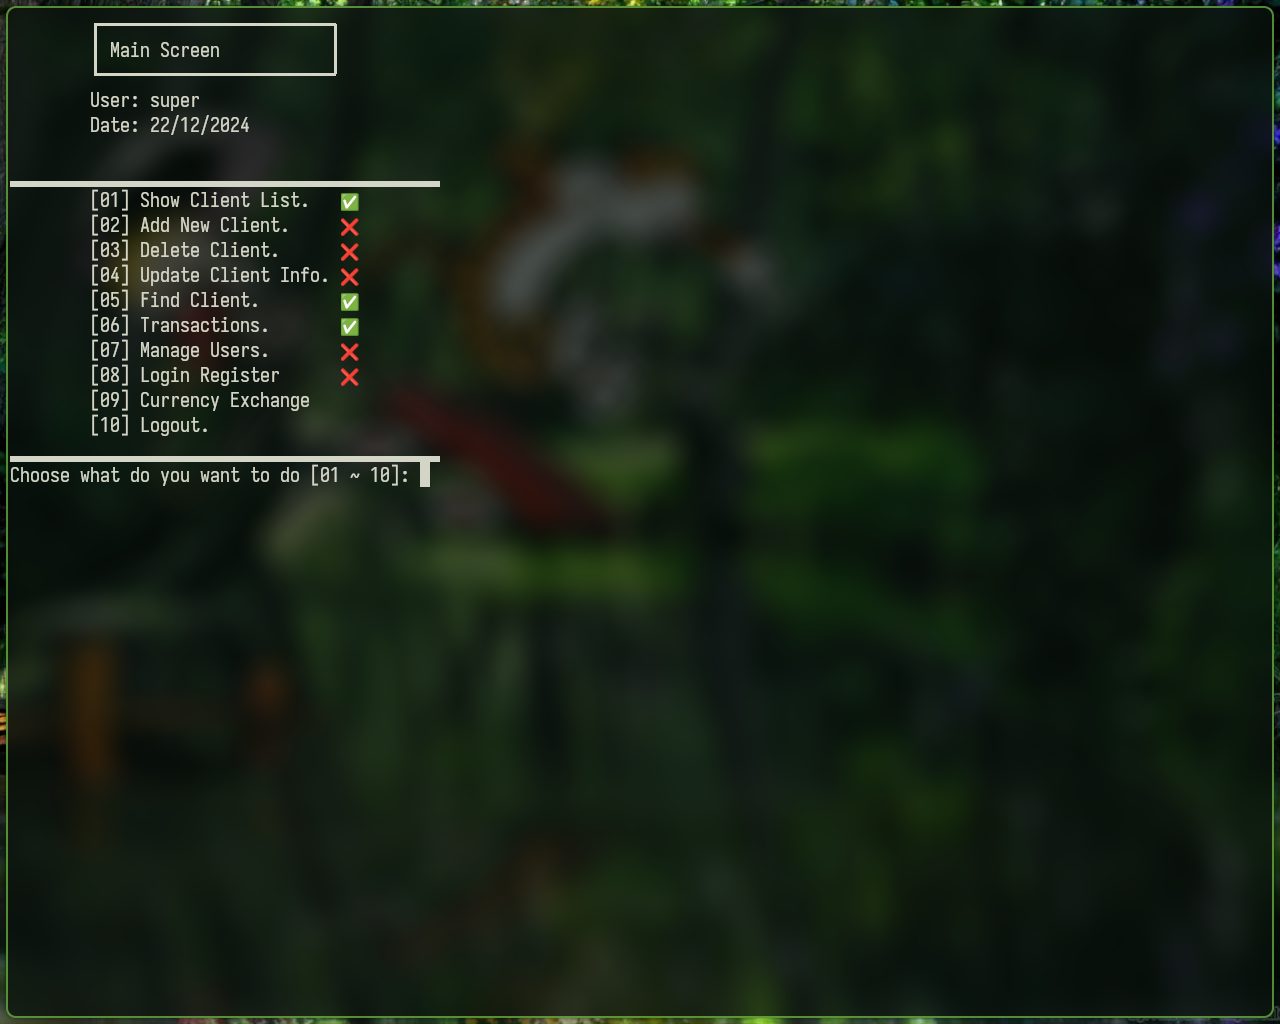 Main Screen
User: super
Date: 22/12/2024
[01] Show Client List. ✅
[02] Add New Client. ❌
[03] Delete Client. ❌
[04] Update Client Info. ❌
[05] Find Client. ✅
[06] Transactions. ✅
[07] Manage Users. ❌
[08] Login Register ❌
[09] Currency Exchange
[10] Logout.
Choose what do you want to do [01 ~ 10]: